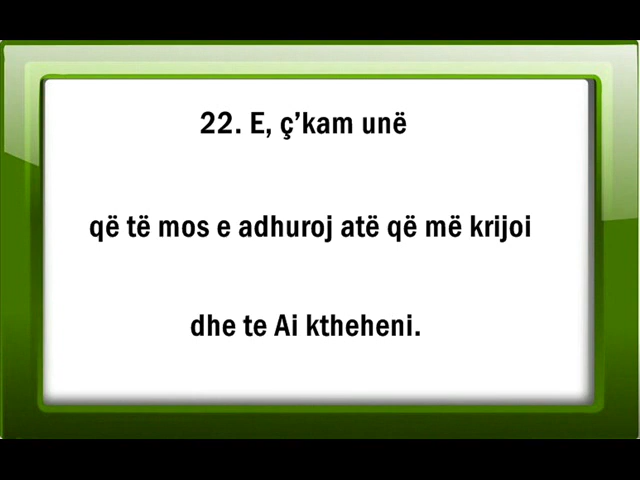 22. E, ç’kam unë
që të mos e adhuroj atë që më krijoi
dhe te Ai ktheheni.